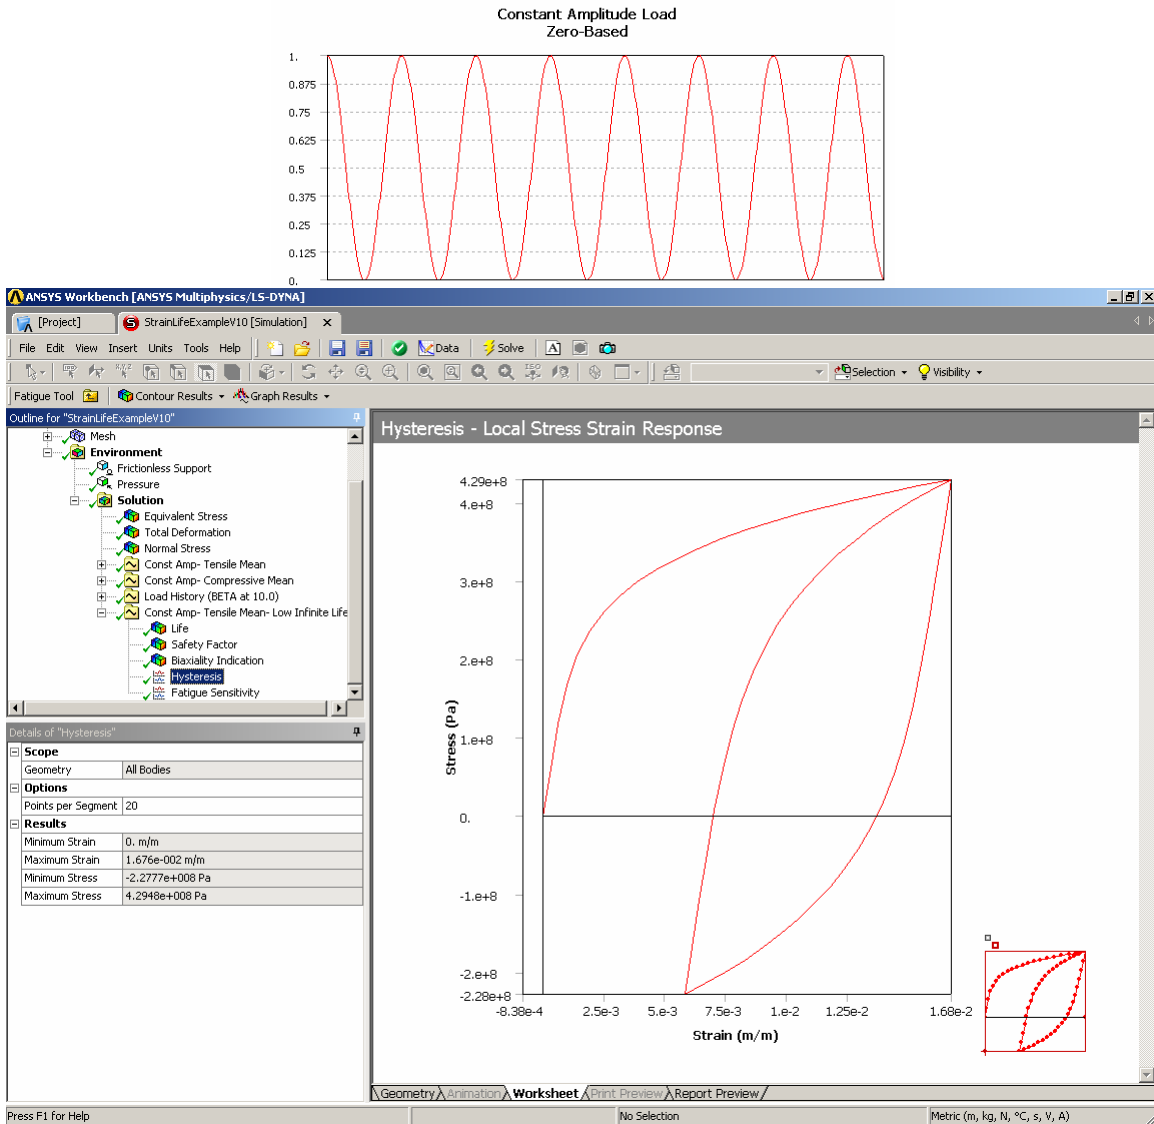 Constant Amplitude Load
Zero-Based
1.
0.875
0.75
0.625
0.5
0.375
0.25
0.125
0.
ANSYS Workbench [ANSYS Multiphysics/LS-DYNA]
[Project]
StrainLifeExampleV10 [Simulation]
File Edit View Insert Units Tools Help Data Solve A
X/Y/Z ISO Selection Visibility
Fatigue Tool Contour Results Graph Results
Outline for "StrainLifeExampleV10"
Mesh
Environment
Frictionless Support
Pressure
Solution
Equivalent Stress
Total Deformation
Normal Stress
Const Amp- Tensile Mean
Const Amp- Compressive Mean
Load History (BETA at 10.0)
Const Amp- Tensile Mean- Low Infinite Life
Life
Safety Factor
Biaxiality Indication
Hysteresis
Fatigue Sensitivity
Details of "Hysteresis"
Scope
Geometry All Bodies
Options
Points per Segment 20
Results
Minimum Strain 0. m/m
Maximum Strain 1.676e-002 m/m
Minimum Stress -2.2777e+008 Pa
Maximum Stress 4.2948e+008 Pa
Hysteresis - Local Stress Strain Response
4.29e+8
4.e+8
3.e+8
2.e+8
1.e+8
0.
-1.e+8
-2.e+8
-2.28e+8
Stress (Pa)
-8.38e-4 2.5e-3 5.e-3 7.5e-3 1.e-2 1.25e-2 1.68e-2
Strain (m/m)
Geometry Animation Worksheet Print Preview Report Preview
Press F1 for Help No Selection Metric (m, kg, N, °C, s, V, A)